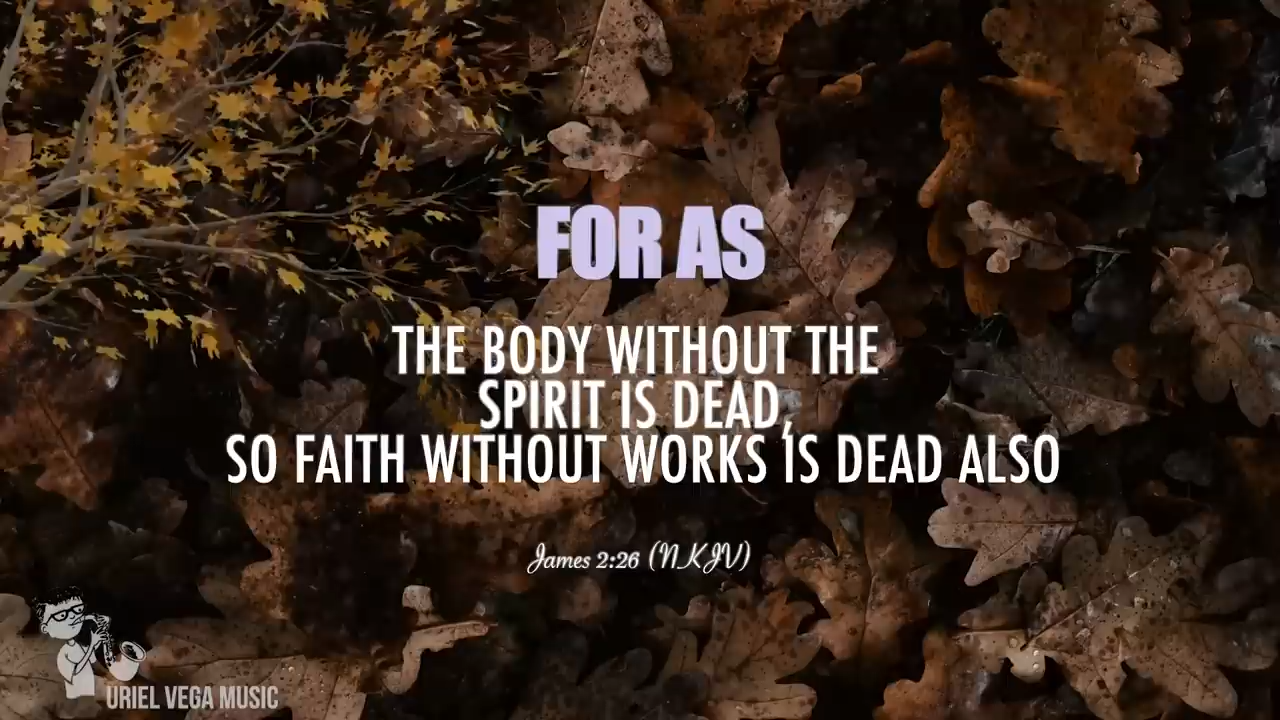 FOR AS
THE BODY WITHOUT THE
SPIRIT IS DEAD,
SO FAITH WITHOUT WORKS IS DEAD ALSO
James 2:26 (NKJV)
URIEL VEGA MUSIC